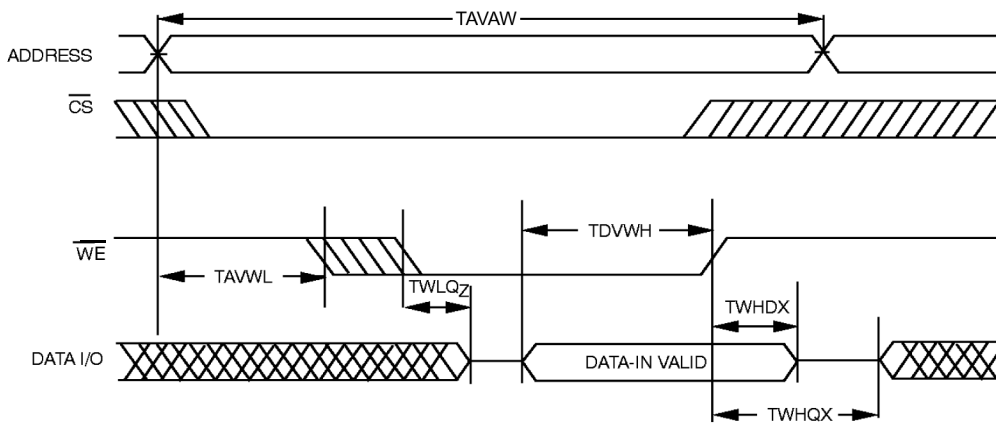 TAVAW
ADDRESS
CS
WE
TDVWH
TAVWL
TWLQZ
TWHDX
DATA I/O
DATA-IN VALID
TWHQX